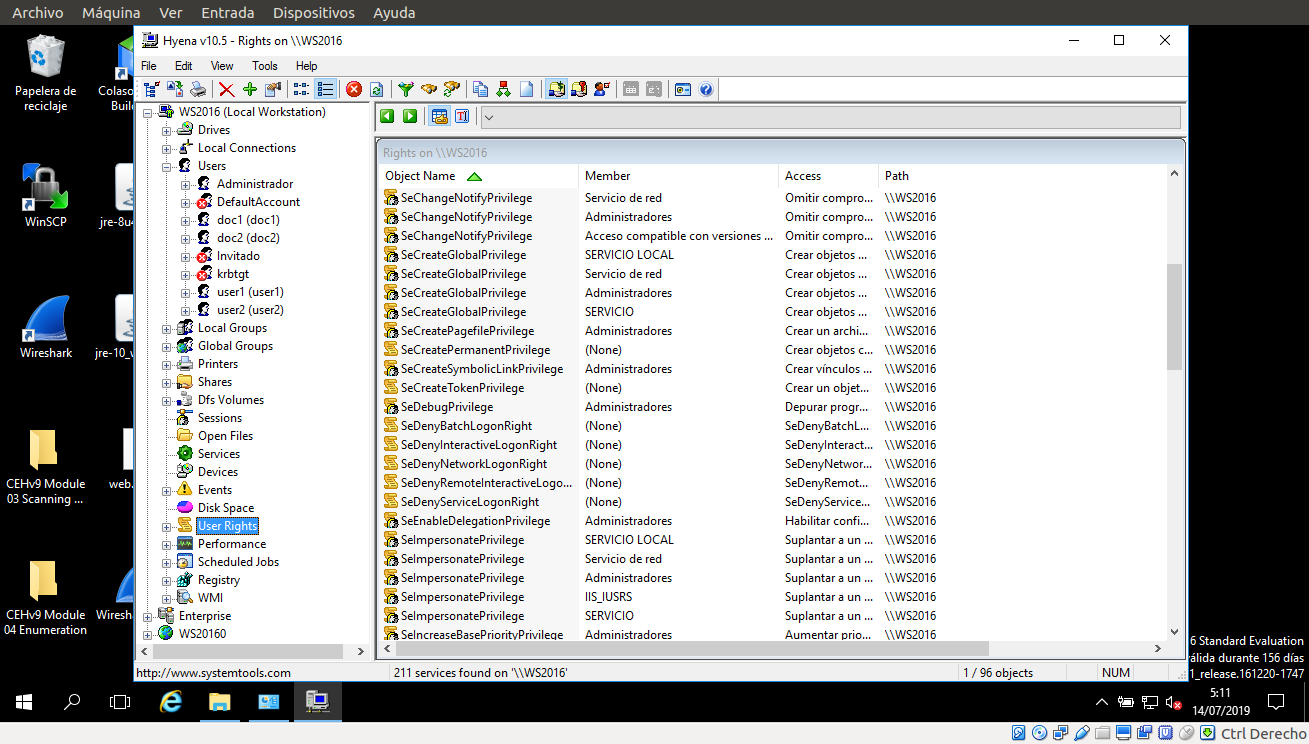 Archivo Máquina Ver Entrada Dispositivos Ayuda
Papelera de reciclaje
Colaso
Buil
WinSCP
jre-8u4
Wireshark
jre-10_v
CEHv9 Module 03 Scanning ...
web.
CEHv9 Module 04 Enumeration
Wiresh
Hyena v10.5 - Rights on \\WS2016
File Edit View Tools Help
WS2016 (Local Workstation)
Drives
Local Connections
Users
Administrador
DefaultAccount
doc1 (doc1)
doc2 (doc2)
Invitado
krbtgt
user1 (user1)
user2 (user2)
Local Groups
Global Groups
Printers
Shares
Dfs Volumes
Sessions
Open Files
Services
Devices
Events
Disk Space
User Rights
Performance
Scheduled Jobs
Registry
WMI
Enterprise
WS20160
Rights on \\WS2016
Object Name Member Access Path
SeChangeNotifyPrivilege Servicio de red Omitir compro... \\WS2016
SeChangeNotifyPrivilege Administradores Omitir compro... \\WS2016
SeChangeNotifyPrivilege Acceso compatible con versiones ... Omitir compro... \\WS2016
SeCreateGlobalPrivilege SERVICIO LOCAL Crear objetos ... \\WS2016
SeCreateGlobalPrivilege Servicio de red Crear objetos ... \\WS2016
SeCreateGlobalPrivilege Administradores Crear objetos ... \\WS2016
SeCreateGlobalPrivilege SERVICIO Crear objetos ... \\WS2016
SeCreatePagefilePrivilege Administradores Crear un archi... \\WS2016
SeCreatePermanentPrivilege (None) Crear objetos c... \\WS2016
SeCreateSymbolicLinkPrivilege Administradores Crear vínculos ... \\WS2016
SeCreateTokenPrivilege (None) Crear un objet... \\WS2016
SeDebugPrivilege Administradores Depurar progr... \\WS2016
SeDenyBatchLogonRight (None) SeDenyBatchL... \\WS2016
SeDenyInteractiveLogonRight (None) SeDenyInteract... \\WS2016
SeDenyNetworkLogonRight (None) SeDenyNetwor... \\WS2016
SeDenyRemoteInteractiveLogo... (None) SeDenyRemot... \\WS2016
SeDenyServiceLogonRight (None) SeDenyService... \\WS2016
SeEnableDelegationPrivilege Administradores Habilitar confi... \\WS2016
SeImpersonatePrivilege SERVICIO LOCAL Suplantar a un ... \\WS2016
SeImpersonatePrivilege Servicio de red Suplantar a un ... \\WS2016
SeImpersonatePrivilege Administradores Suplantar a un ... \\WS2016
SeImpersonatePrivilege IIS_IUSRS Suplantar a un ... \\WS2016
SeImpersonatePrivilege SERVICIO Suplantar a un ... \\WS2016
SeIncreaseBasePriorityPrivilege Administradores Aumentar prio... \\WS2016
http://www.systemtools.com 211 services found on '\\WS2016' 1 / 96 objects NUM
6 Standard Evaluation
álida durante 156 días
1_release.161220-1747
5:11
14/07/2019
Ctrl Derecho